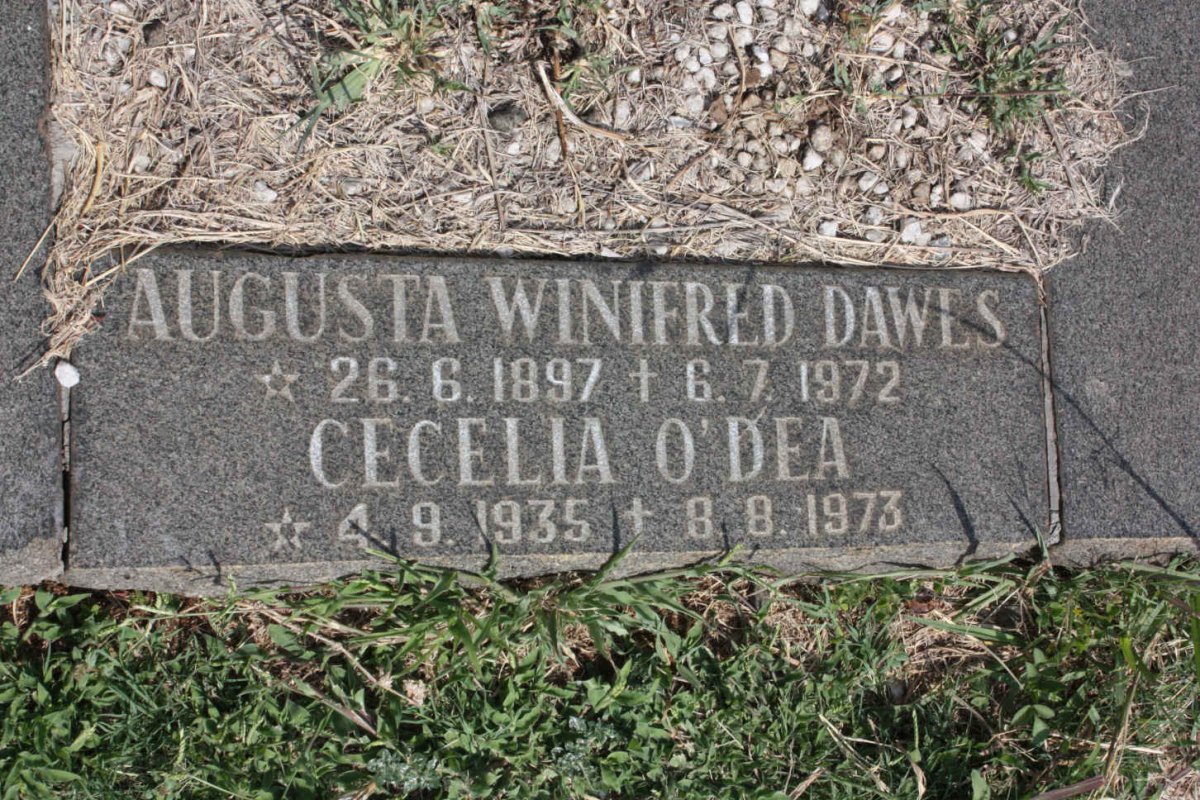 AUGUSTA WINIFRED DAWES
☆ 26. 6. 1897 † 6. 7. 1972
CECELIA O'DEA
☆ 4. 9. 1935 † 8. 8. 1973